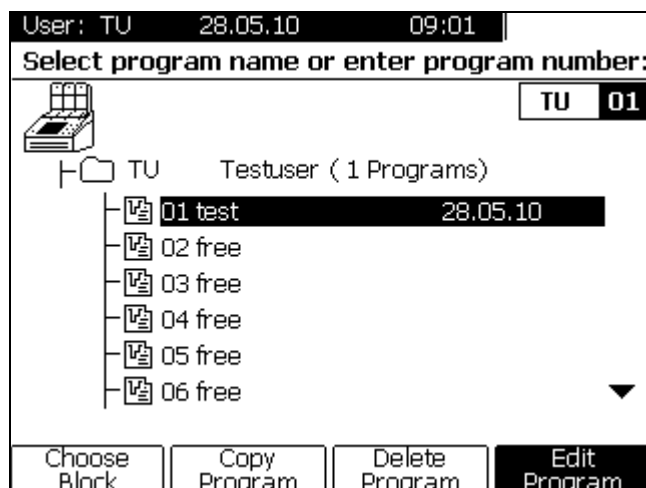 User: TU 28.05.10 09:01
Select program name or enter program number:
TU 01
TU Testuser ( 1 Programs)
01 test 28.05.10
02 free
03 free
04 free
05 free
06 free
Choose Block
Copy Program
Delete Program
Edit Program